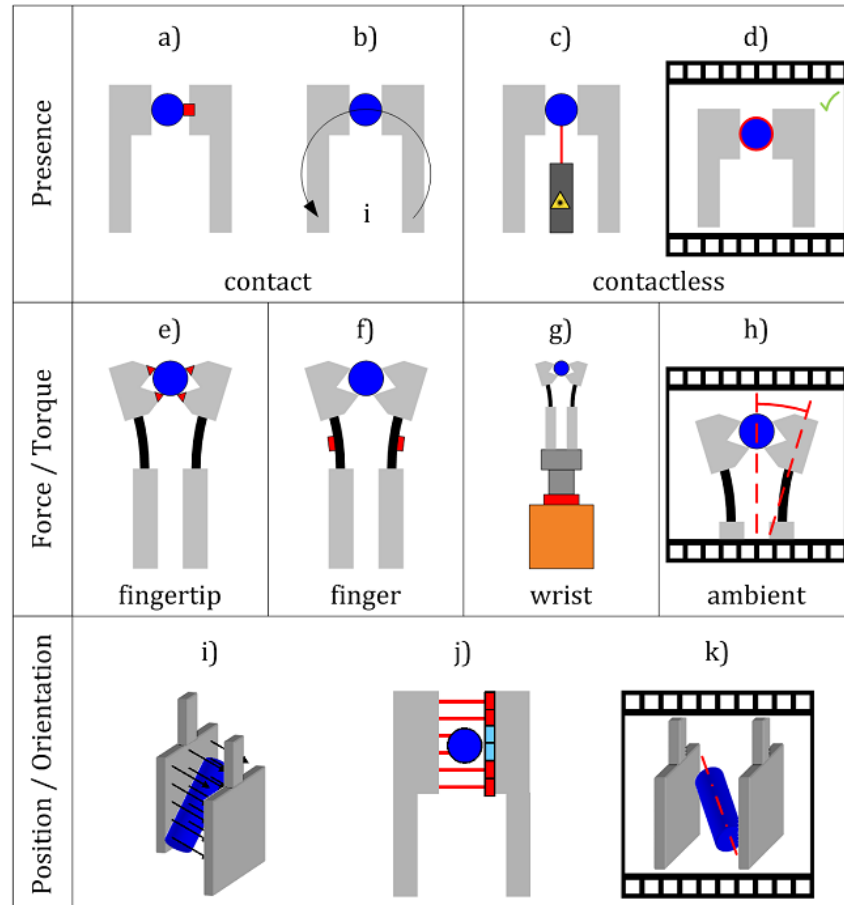 Presence
a)
b)
c)
d)
i
contact
contactless
Force / Torque
e)
f)
g)
h)
fingertip
finger
wrist
ambient
Position / Orientation
i)
j)
k)